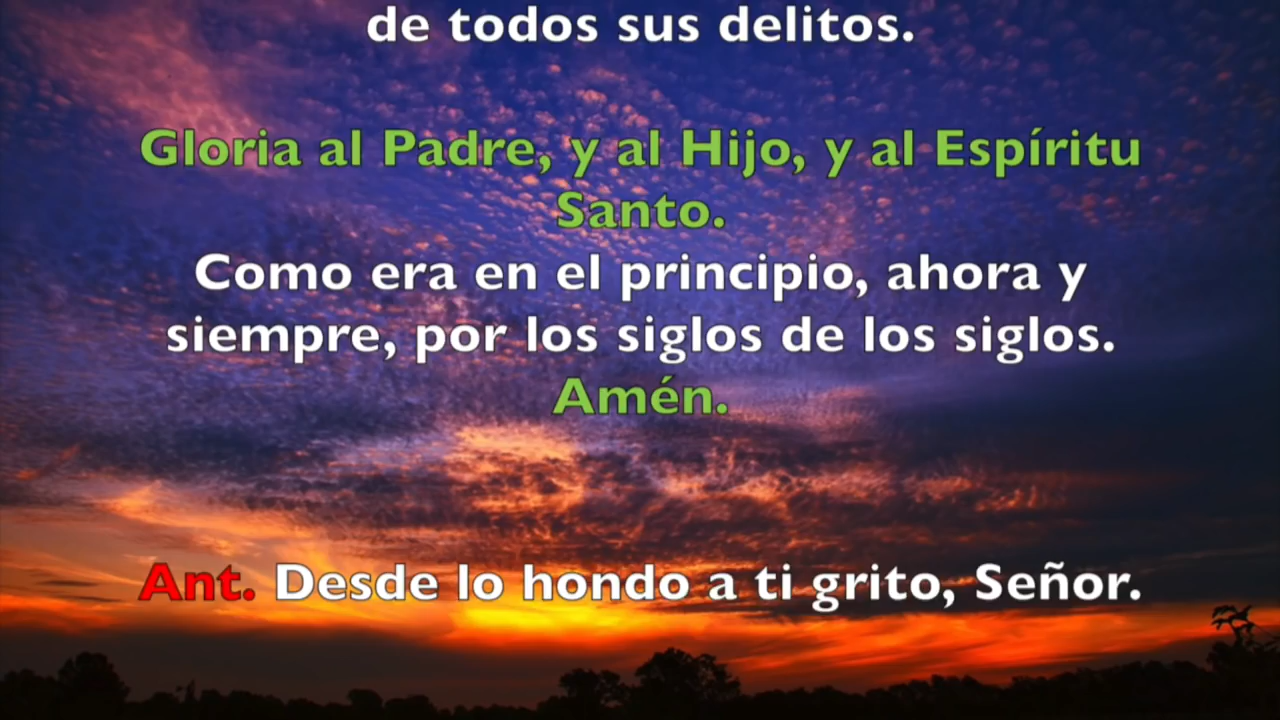 de todos sus delitos.
Gloria al Padre, y al Hijo, y al Espíritu
Santo.
Como era en el principio, ahora y
siempre, por los siglos de los siglos.
Amén.
Ant. Desde lo hondo a ti grito, Señor.